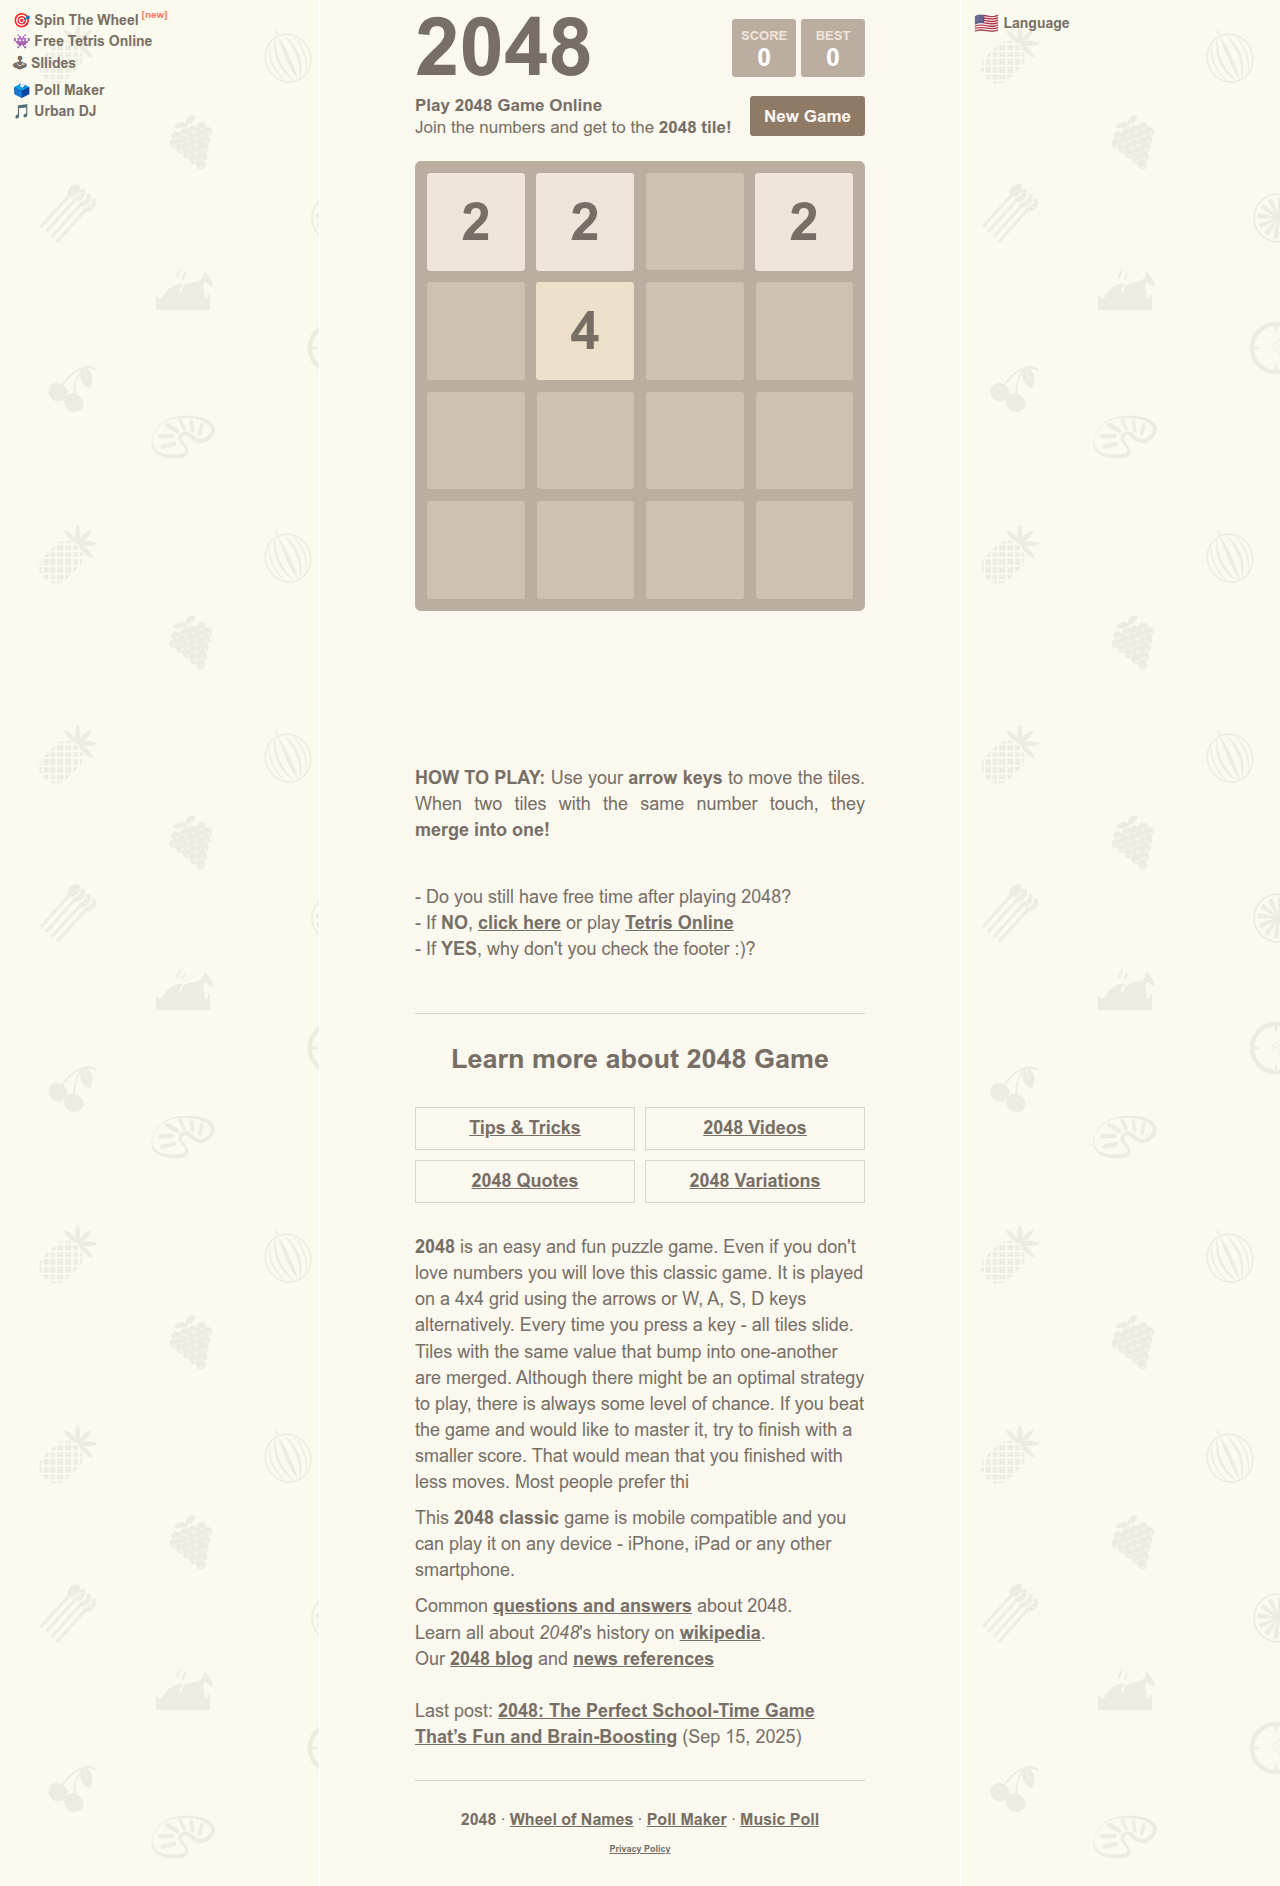 🎯 Spin The Wheel [new]
👾 Free Tetris Online
🕹️ Sllides
🗳️ Poll Maker
🎵 Urban DJ
2048
SCORE
0
BEST
0
🇺🇸 Language
Play 2048 Game Online
Join the numbers and get to the 2048 tile!
New Game
2 2 2
4
HOW TO PLAY: Use your arrow keys to move the tiles.
When two tiles with the same number touch, they
merge into one!
- Do you still have free time after playing 2048?
- If NO, click here or play Tetris Online
- If YES, why don't you check the footer :)?
Learn more about 2048 Game
Tips & Tricks
2048 Videos
2048 Quotes
2048 Variations
2048 is an easy and fun puzzle game. Even if you don't
love numbers you will love this classic game. It is played
on a 4x4 grid using the arrows or W, A, S, D keys
alternatively. Every time you press a key - all tiles slide.
Tiles with the same value that bump into one-another
are merged. Although there might be an optimal strategy
to play, there is always some level of chance. If you beat
the game and would like to master it, try to finish with a
smaller score. That would mean that you finished with
less moves. Most people prefer thi
This 2048 classic game is mobile compatible and you
can play it on any device - iPhone, iPad or any other
smartphone.
Common questions and answers about 2048.
Learn all about 2048's history on wikipedia.
Our 2048 blog and news references
Last post: 2048: The Perfect School-Time Game
That’s Fun and Brain-Boosting (Sep 15, 2025)
2048 · Wheel of Names · Poll Maker · Music Poll
Privacy Policy